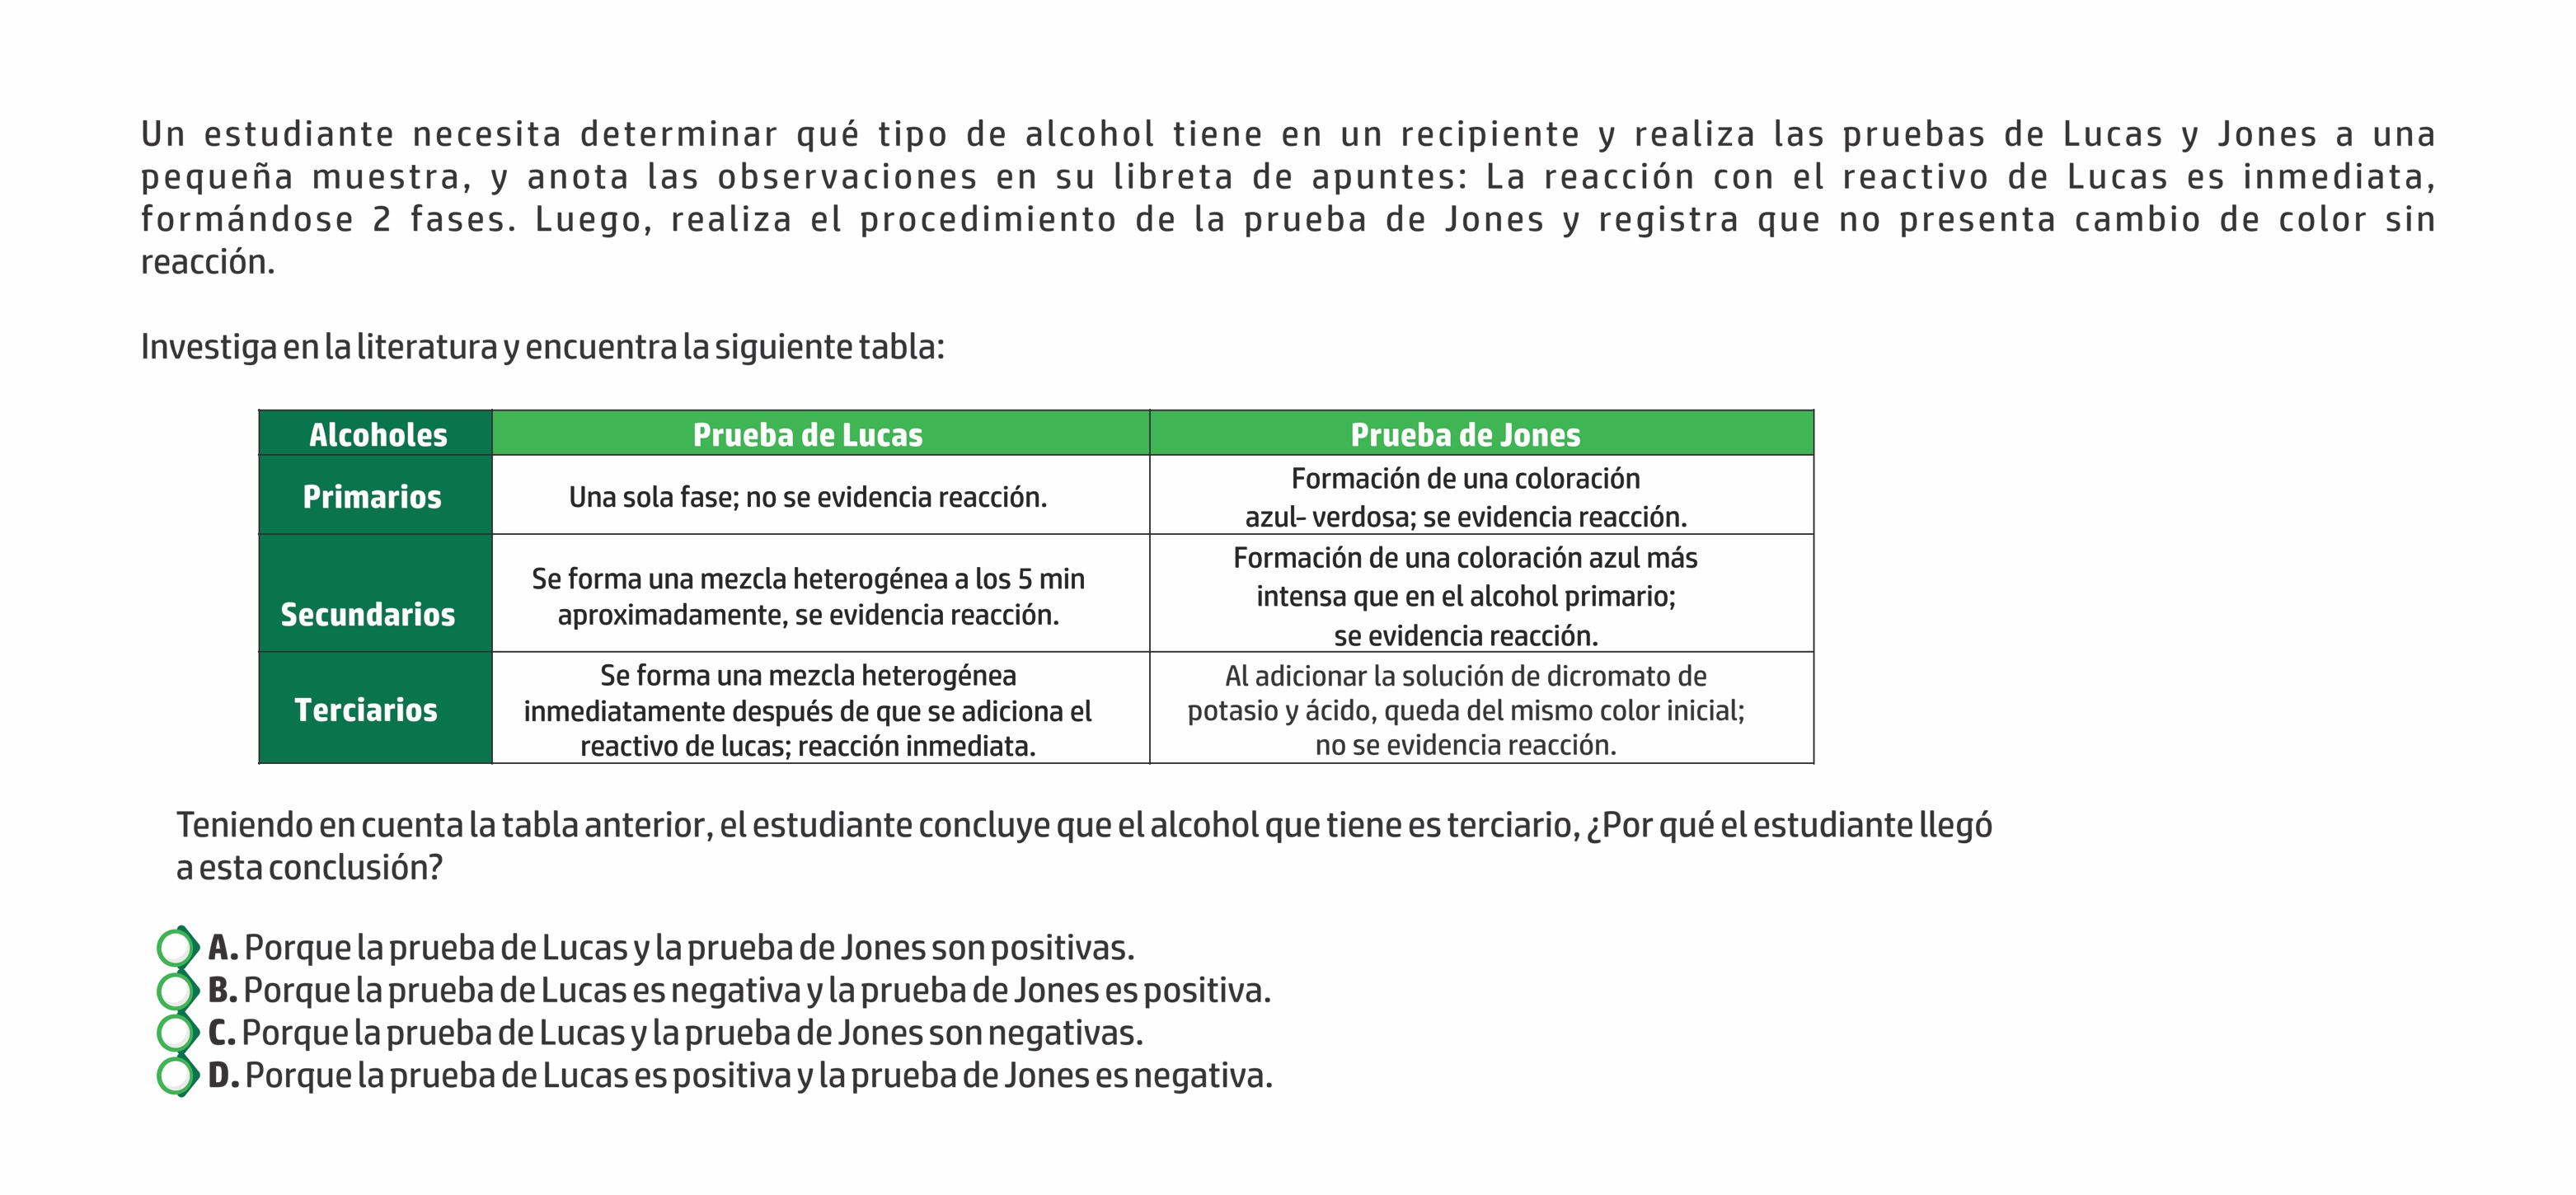 Un estudiante necesita determinar qué tipo de alcohol tiene en un recipiente y realiza las pruebas de Lucas y Jones a una
pequeña muestra, y anota las observaciones en su libreta de apuntes: La reacción con el reactivo de Lucas es inmediata,
formándose 2 fases. Luego, realiza el procedimiento de la prueba de Jones y registra que no presenta cambio de color sin
reacción.
Investiga en la literatura y encuentra la siguiente tabla:
Alcoholes Prueba de Lucas Prueba de Jones
Primarios
Una sola fase; no se evidencia reacción.
Formación de una coloración
azul- verdosa; se evidencia reacción.
Secundarios
Se forma una mezcla heterogénea a los 5 min
aproximadamente, se evidencia reacción.
Formación de una coloración azul más
intensa que en el alcohol primario;
se evidencia reacción.
Terciarios
Se forma una mezcla heterogénea
inmediatamente después de que se adiciona el
reactivo de lucas; reacción inmediata.
Al adicionar la solución de dicromato de
potasio y ácido, queda del mismo color inicial;
no se evidencia reacción.
Teniendo en cuenta la tabla anterior, el estudiante concluye que el alcohol que tiene es terciario, ¿Por qué el estudiante llegó
a esta conclusión?
A. Porque la prueba de Lucas y la prueba de Jones son positivas.
B. Porque la prueba de Lucas es negativa y la prueba de Jones es positiva.
C. Porque la prueba de Lucas y la prueba de Jones son negativas.
D. Porque la prueba de Lucas es positiva y la prueba de Jones es negativa.